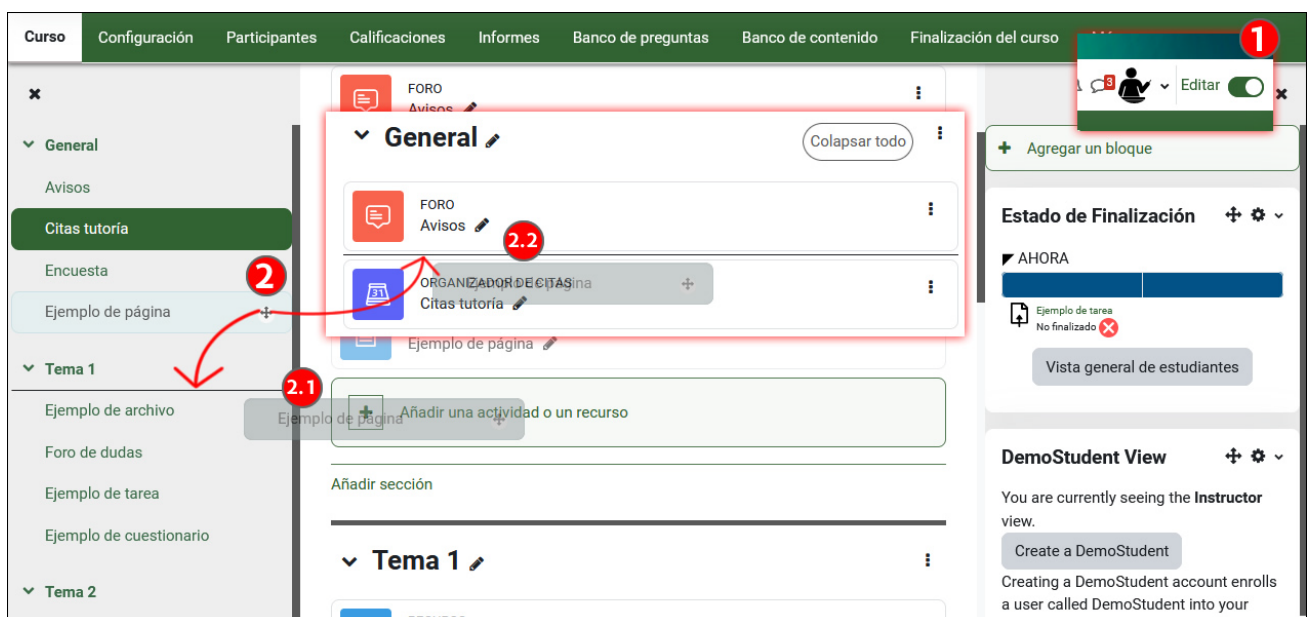 Curso Configuración Participantes Calificaciones Informes Banco de preguntas Banco de contenido Finalización del curso
1
3 Editar
General
Avisos
Citas tutoría
Encuesta
2
Ejemplo de página
Tema 1
Ejemplo de archivo
Foro de dudas
Ejemplo de tarea
Ejemplo de cuestionario
Tema 2
FORO
Avisos
General
Colapsar todo
FORO
Avisos
2.2
Ejemplo de página
ORGANIZADOR DE CITAS
31
Citas tutoría
Ejemplo de página
2.1
Ejemplo de página
Añadir una actividad o un recurso
Añadir sección
Tema 1
Agregar un bloque
Estado de Finalización
AHORA
Ejemplo de tarea
No finalizado
Vista general de estudiantes
DemoStudent View
You are currently seeing the Instructor
view.
Create a DemoStudent
Creating a DemoStudent account enrolls
a user called DemoStudent into your